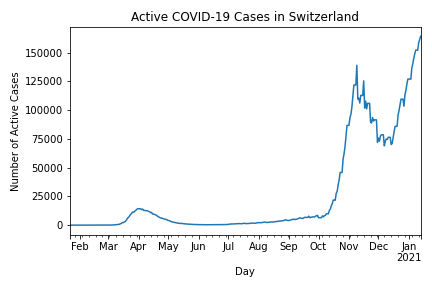 Active COVID-19 Cases in Switzerland
Number of Active Cases
150000
125000
100000
75000
50000
25000
0
Feb Mar Apr May Jun Jul Aug Sep Oct Nov Dec Jan
2021
Day